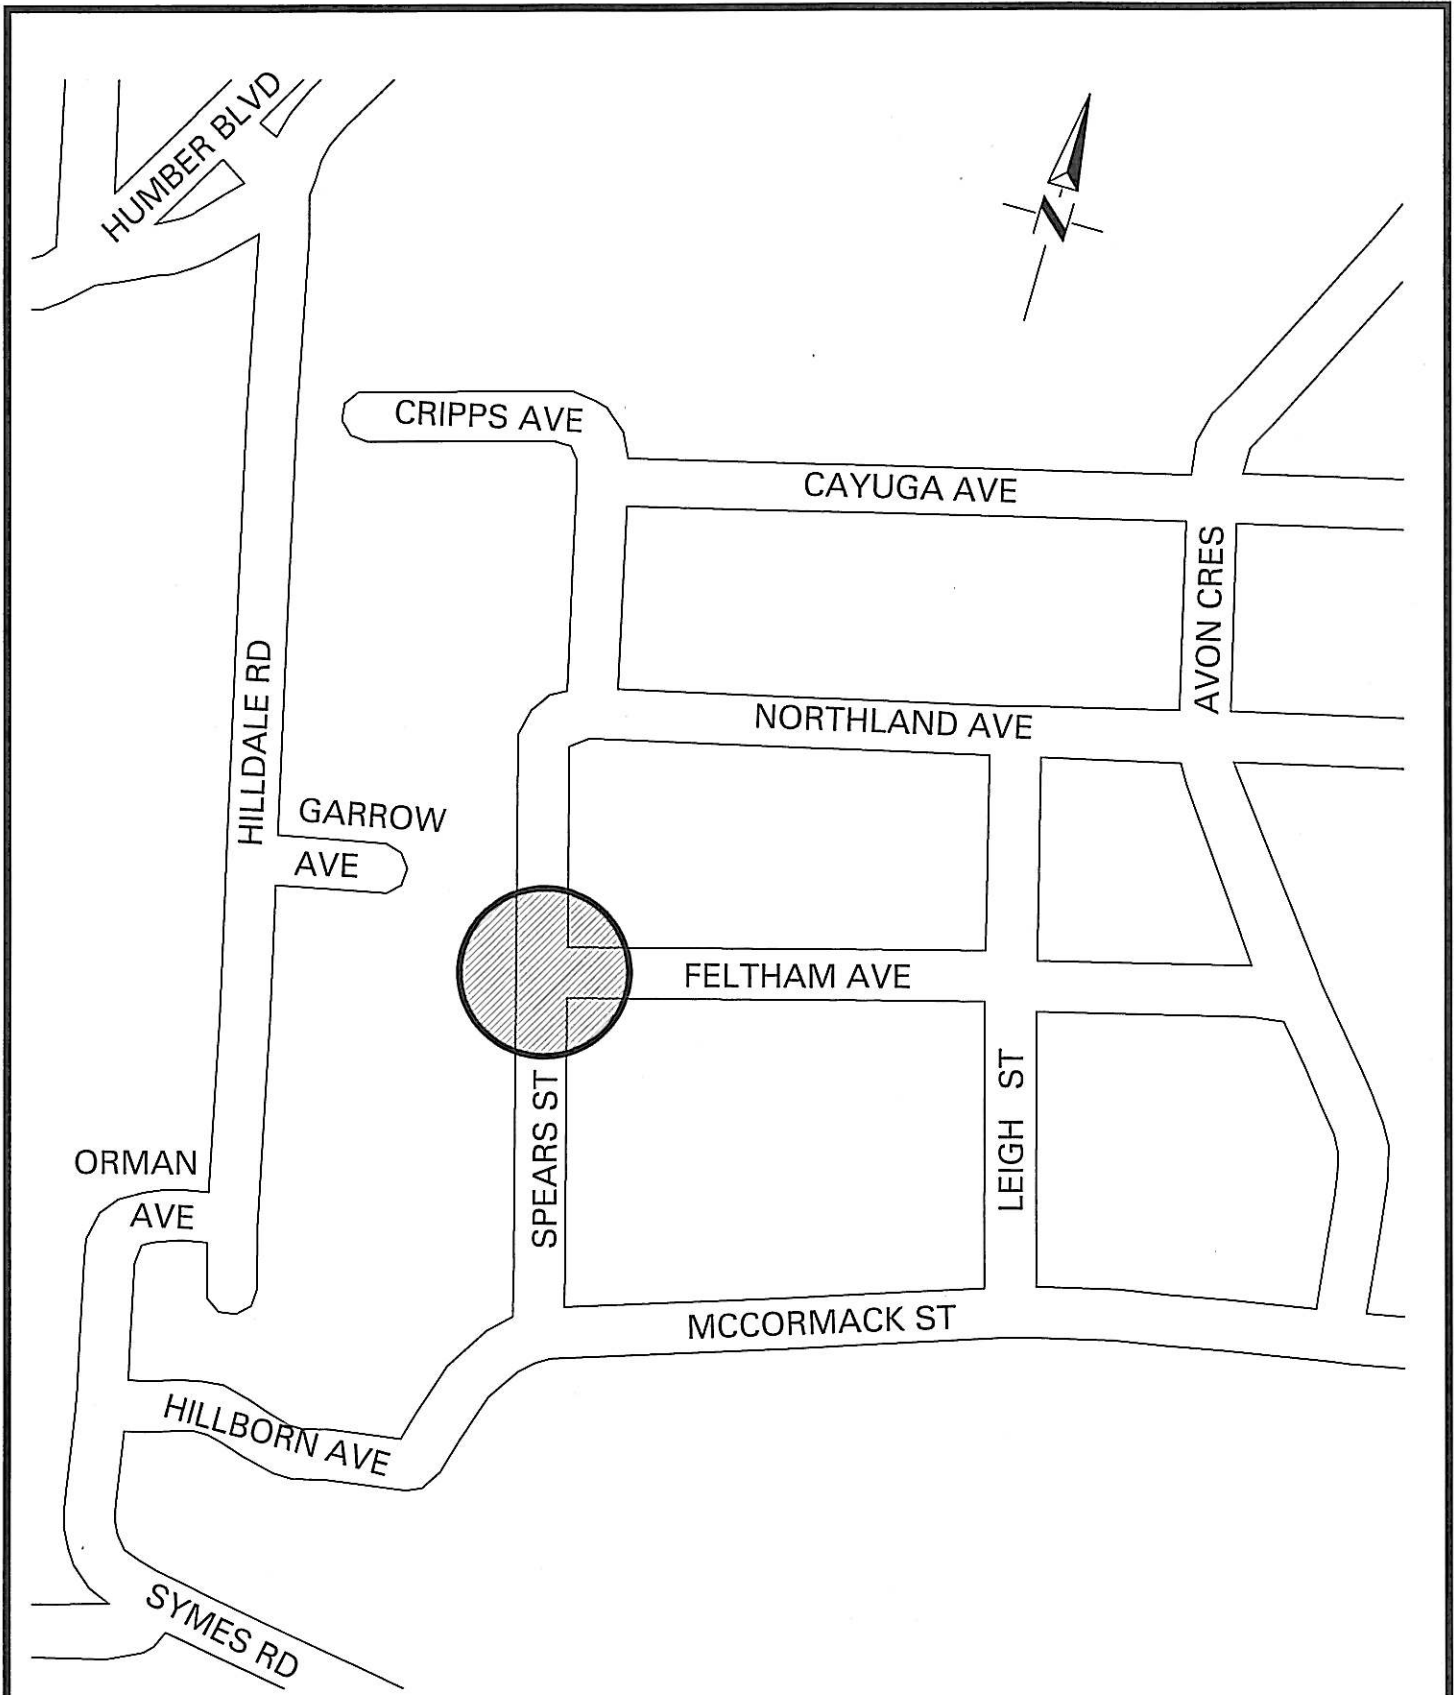 HUMBER BLVD
N
CRIPPS AVE
CAYUGA AVE
AVON CRES
HILLDALE RD
NORTHLAND AVE
GARROW
AVE
FELTHAM AVE
SPEARS ST
LEIGH ST
ORMAN
AVE
MCCORMACK ST
HILLBORN AVE
SYMES RD